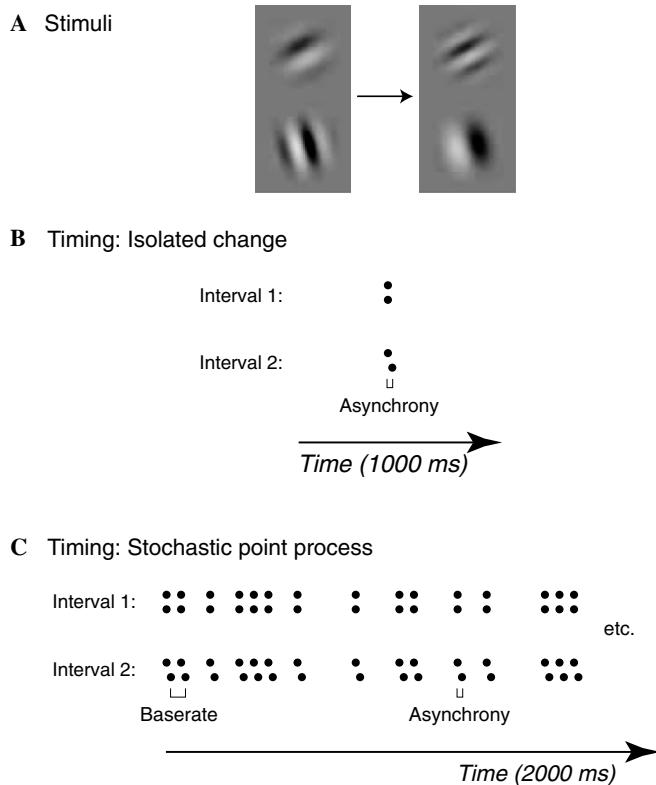 A Stimuli
B Timing: Isolated change
Interval 1:
Interval 2:
Asynchrony
Time (1000 ms)
C Timing: Stochastic point process
Interval 1:
etc.
Interval 2:
Baserate
Asynchrony
Time (2000 ms)